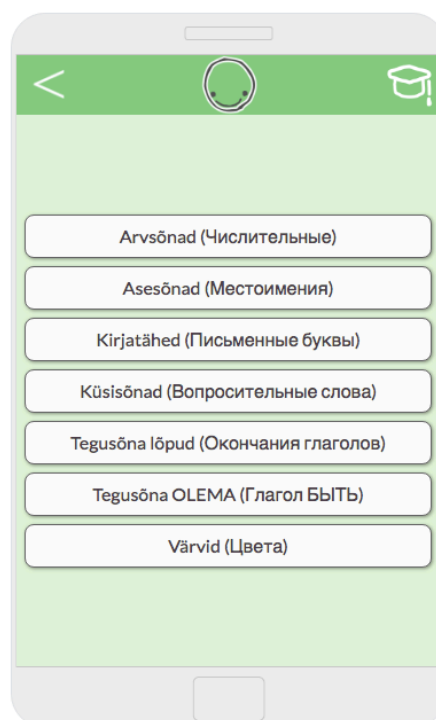 Arvsõnad (Числительные)
Asesõnad (Местоимения)
Kirjatähed (Письменные буквы)
Küsisõnad (Вопросительные слова)
Tegusõna lõpud (Окончания глаголов)
Tegusõna OLEMA (Глагол БЫТЬ)
Värvid (Цвета)